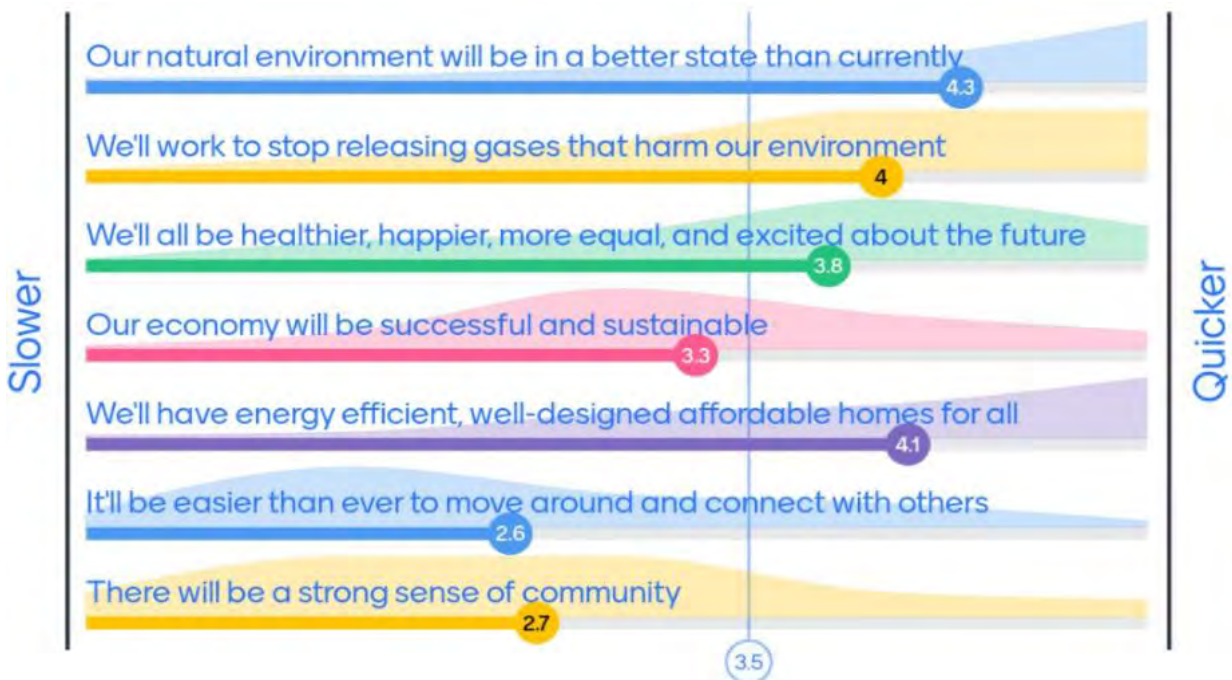 Our natural environment will be in a better state than currently
4.3
We'll work to stop releasing gases that harm our environment
4
We'll all be healthier, happier, more equal, and excited about the future
3.8
Slower
Our economy will be successful and sustainable
3.3
Quicker
We'll have energy efficient, well-designed affordable homes for all
4.1
It'll be easier than ever to move around and connect with others
2.6
There will be a strong sense of community
2.7
3.5